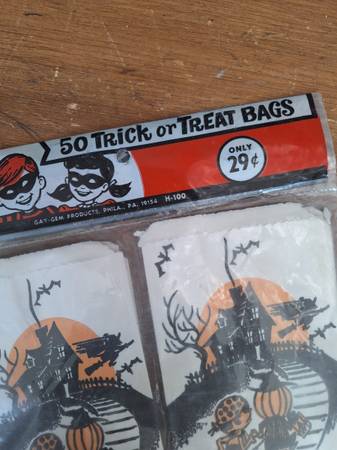 50 TRICK or TREAT BAGS
ONLY
29¢
GAY-GEM PRODUCTS, PHILA., PA. 19154 H-100